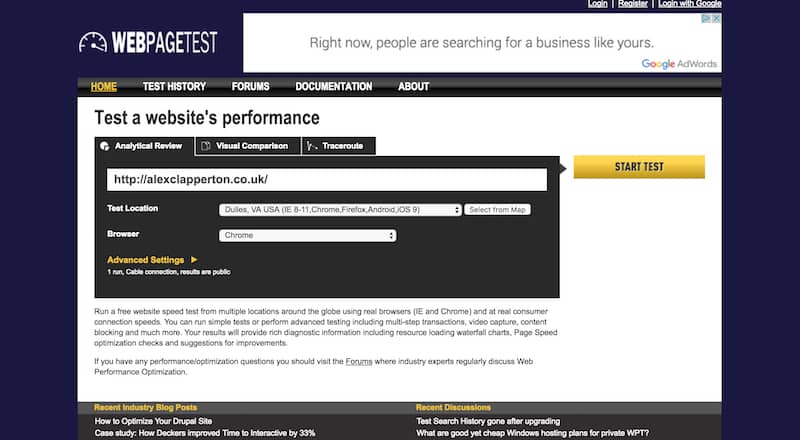 Login | Register | Login with Google
WEBPAGETEST
Right now, people are searching for a business like yours.
Google AdWords
HOME TEST HISTORY FORUMS DOCUMENTATION ABOUT
Test a website's performance
Analytical Review Visual Comparison Traceroute
http://alexclapperton.co.uk/
START TEST
Test Location Dulles, VA USA (IE 8-11,Chrome,Firefox,Android,iOS 9) Select from Map
Browser Chrome
Advanced Settings
1 run, Cable connection, results are public
Run a free website speed test from multiple locations around the globe using real browsers (IE and Chrome) and at real consumer
connection speeds. You can run simple tests or perform advanced testing including multi-step transactions, video capture, content
blocking and much more. Your results will provide rich diagnostic information including resource loading waterfall charts, Page Speed
optimization checks and suggestions for improvements.
If you have any performance/optimization questions you should visit the Forums where industry experts regularly discuss Web
Performance Optimization.
Recent Industry Blog Posts
How to Optimize Your Drupal Site
Case study: How Deckers improved Time to Interactive by 33%
Recent Discussions
Test Search History gone after upgrading
What are good yet cheap Windows hosting plans for private WPT?